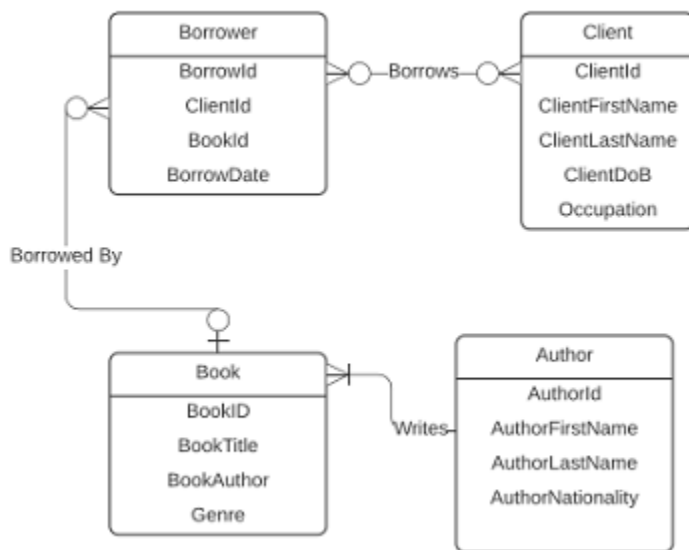 Borrower
BorrowId
ClientId
BookId
BorrowDate
Borrows
Client
ClientId
ClientFirstName
ClientLastName
ClientDoB
Occupation
Borrowed By
Book
BookID
BookTitle
BookAuthor
Genre
Writes
Author
AuthorId
AuthorFirstName
AuthorLastName
AuthorNationality